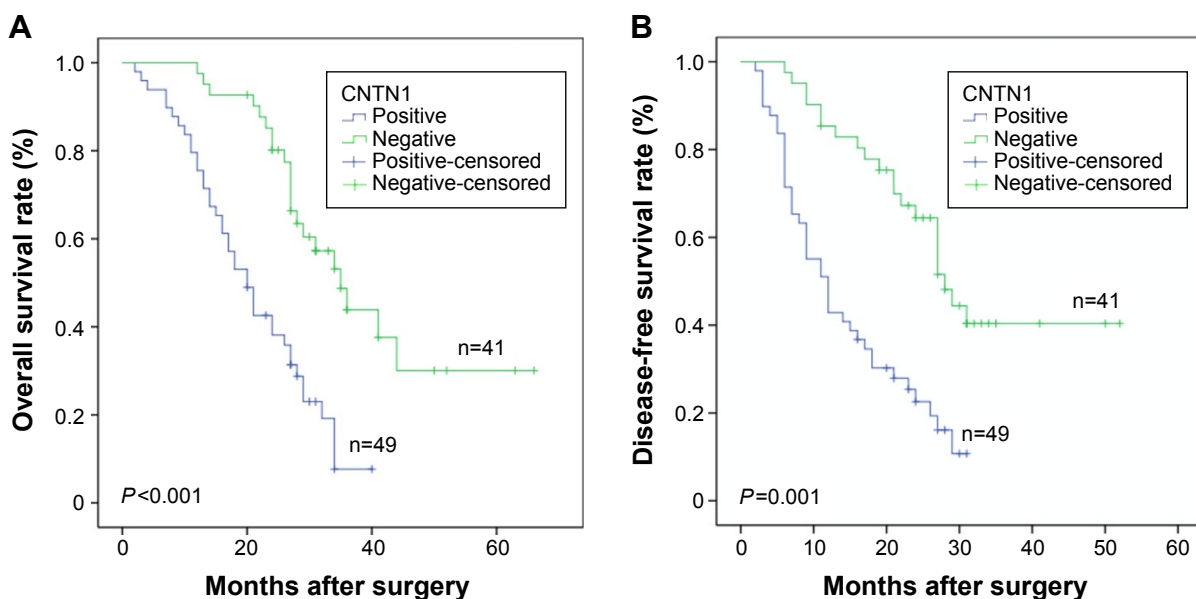 A
Overall survival rate (%)
1.0
0.8
0.6
0.4
0.2
0
CNTN1
Positive
Negative
Positive-censored
Negative-censored
n=41
n=49
P<0.001
0
20
40
60
Months after surgery
B
Disease-free survival rate (%)
1.0
0.8
0.6
0.4
0.2
0
CNTN1
Positive
Negative
Positive-censored
Negative-censored
n=41
n=49
P=0.001
0
10
20
30
40
50
60
Months after surgery